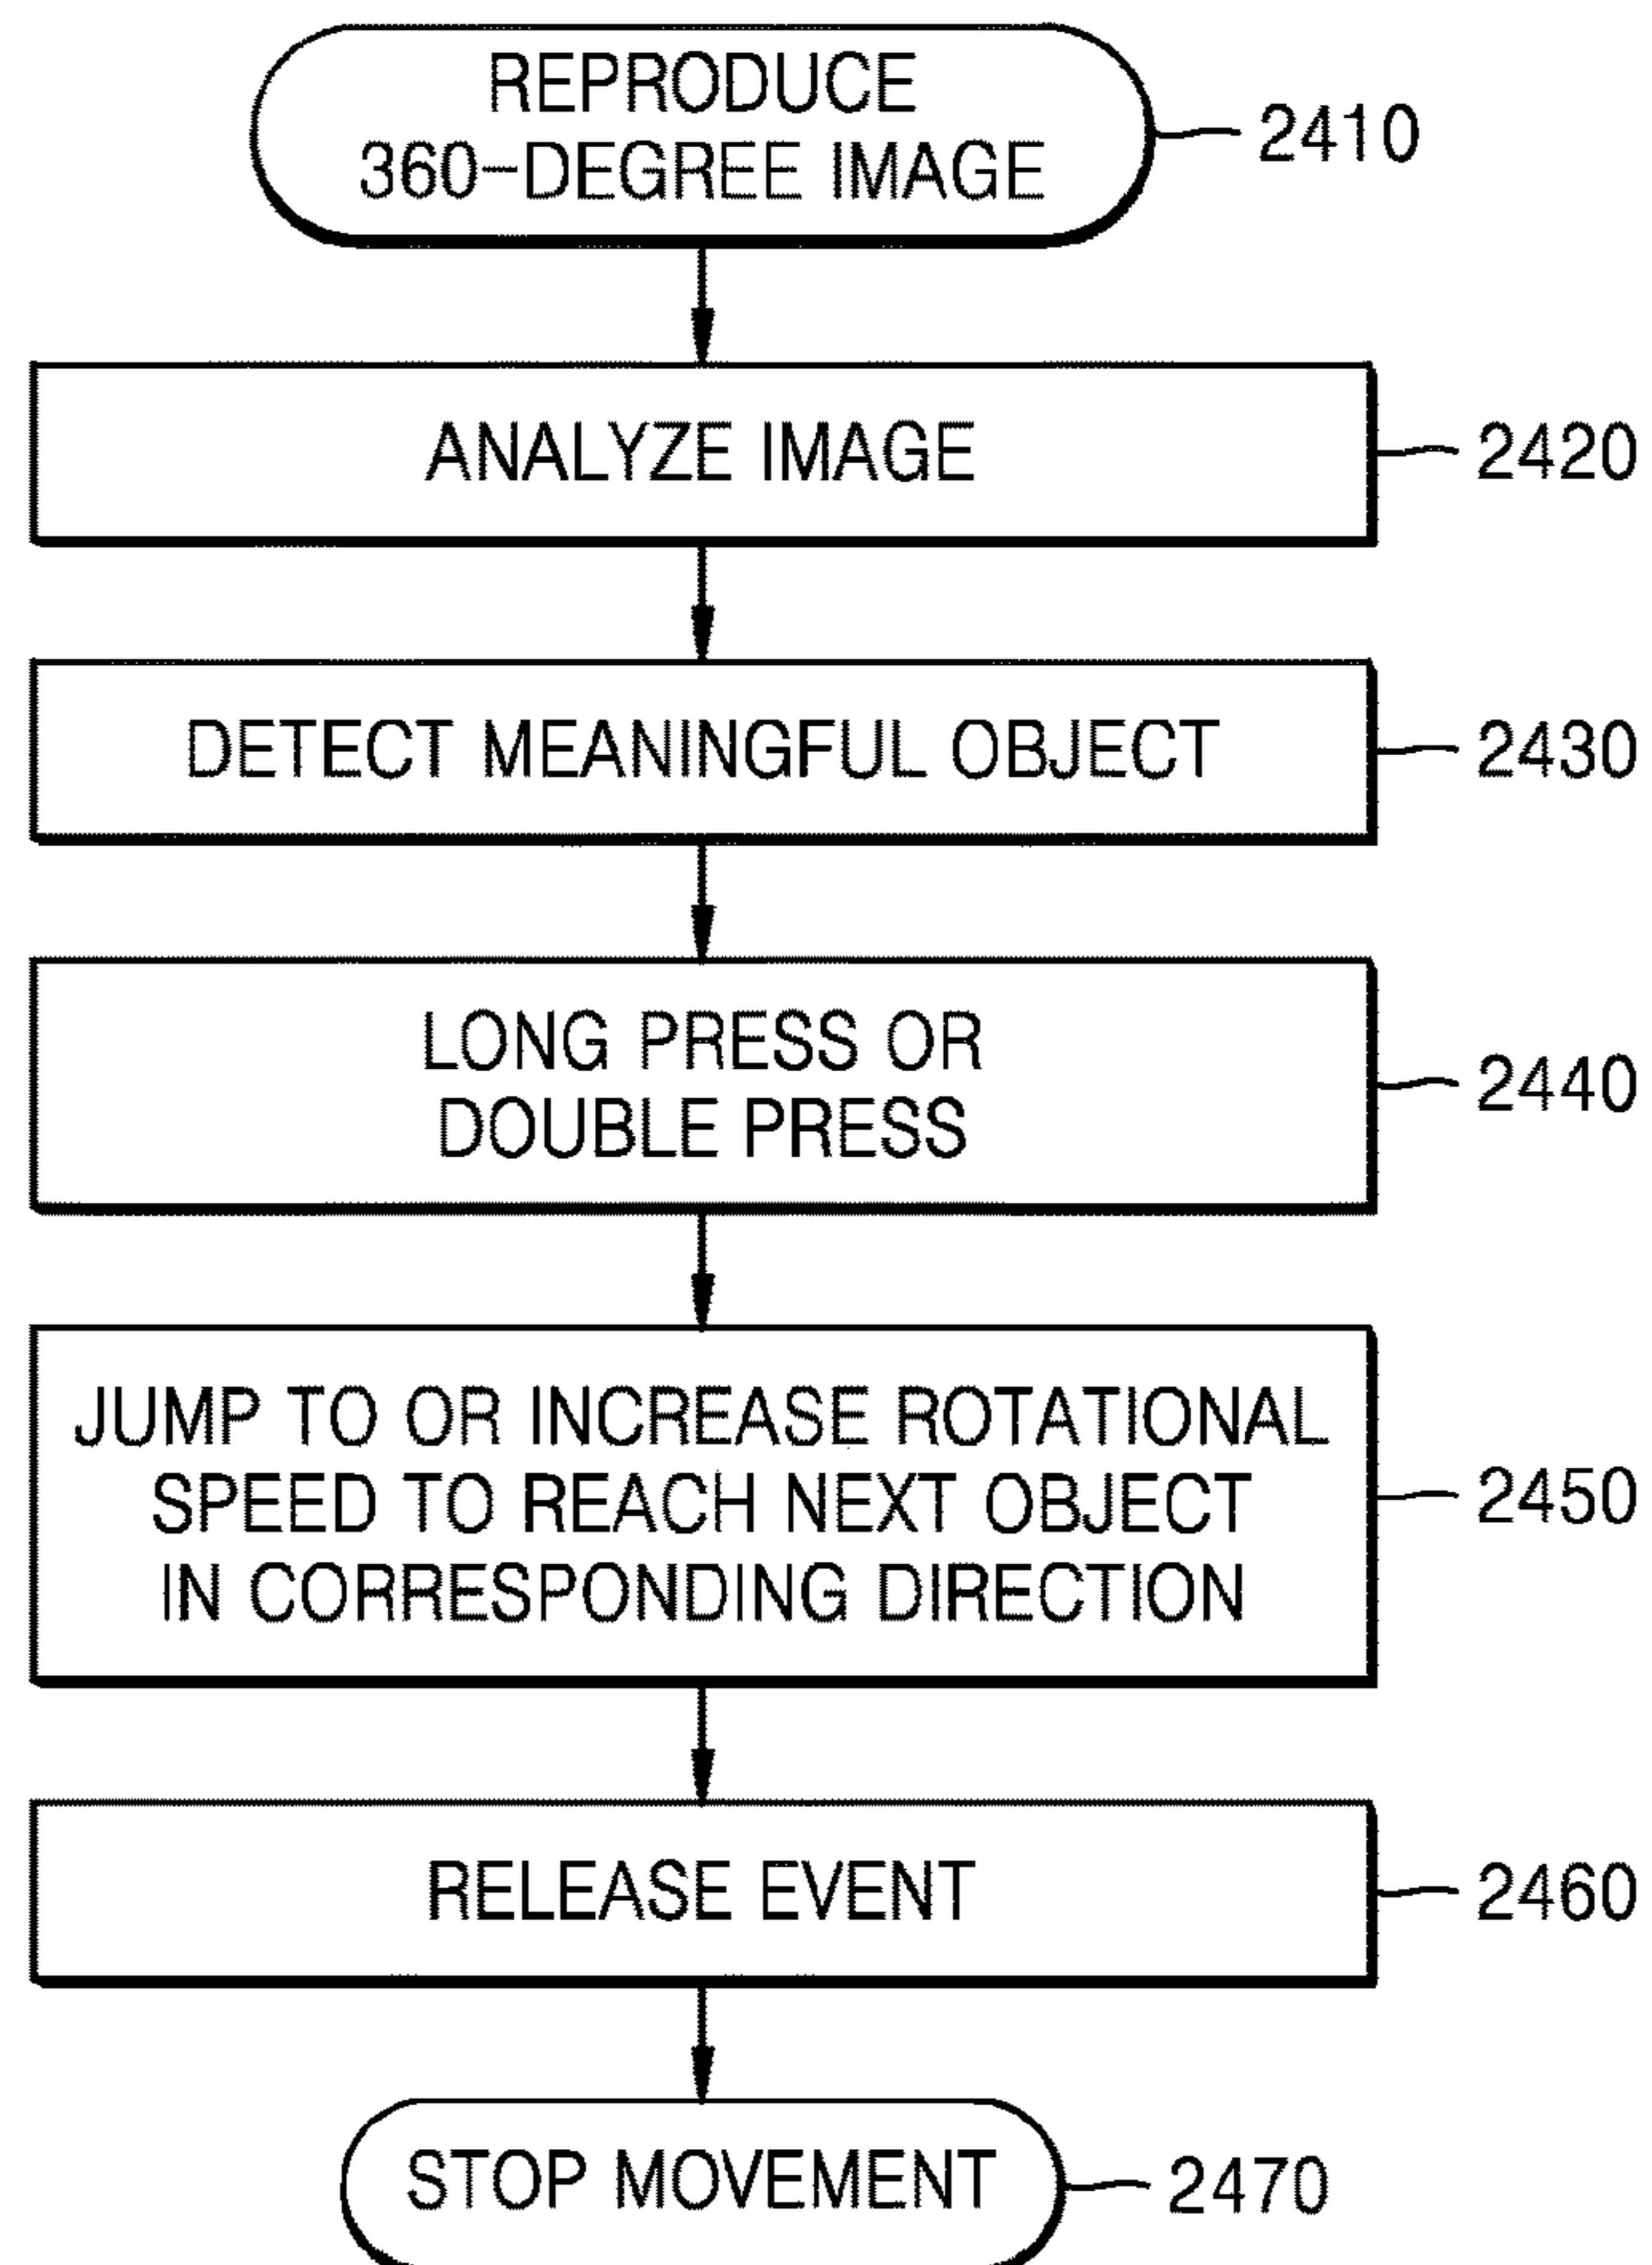 REPRODUCE
360-DEGREE IMAGE
2410
ANALYZE IMAGE
2420
DETECT MEANINGFUL OBJECT
2430
LONG PRESS OR
DOUBLE PRESS
2440
JUMP TO OR INCREASE ROTATIONAL
SPEED TO REACH NEXT OBJECT
IN CORRESPONDING DIRECTION
2450
RELEASE EVENT
2460
STOP MOVEMENT
2470